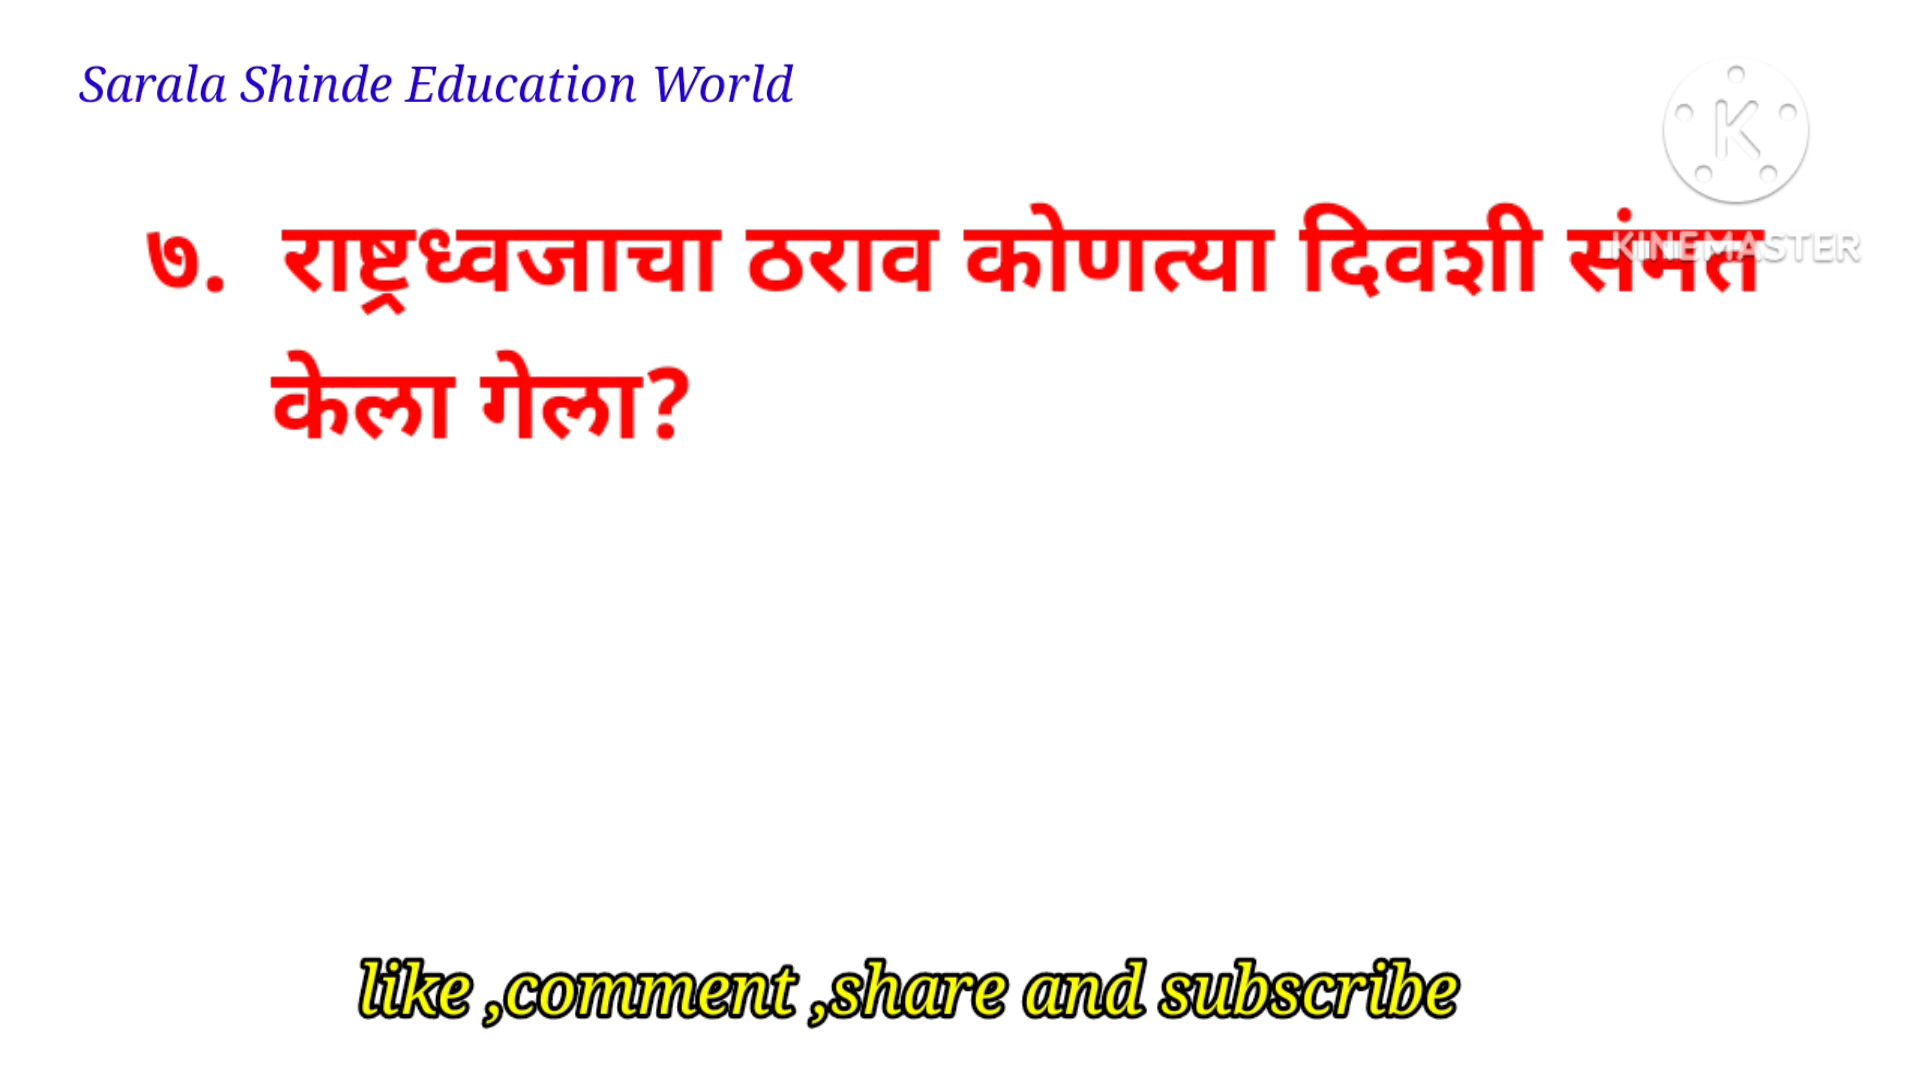 Sarala Shinde Education World
K
KINEMASTER
७. राष्ट्रध्वजाचा ठराव कोणत्या दिवशी संमत
केला गेला?
like ,comment ,share and subscribe